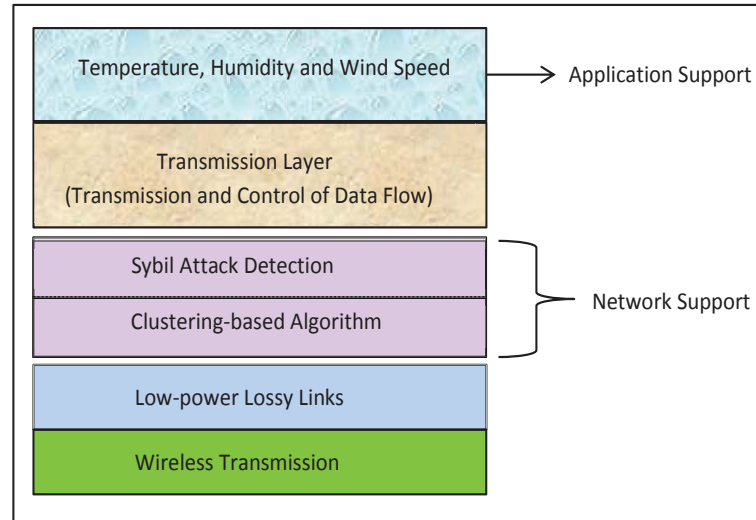 Temperature, Humidity and Wind Speed
Application Support
Transmission Layer
(Transmission and Control of Data Flow)
Sybil Attack Detection
Clustering-based Algorithm
Network Support
Low-power Lossy Links
Wireless Transmission